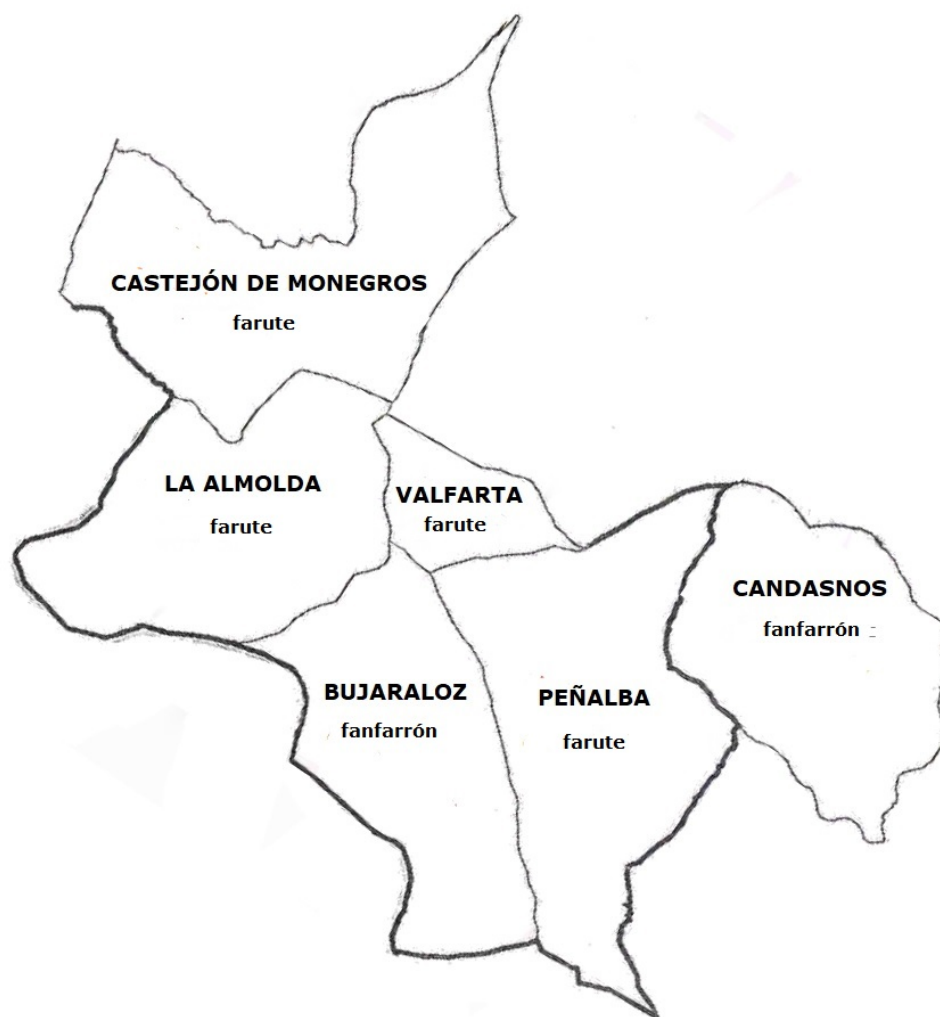 CASTEJÓN DE MONEGROS
farute
LA ALMOLDA
farute
VALFARTA
farute
CANDASNOS
fanfarrón
BUJARALOZ
fanfarrón
PEÑALBA
farute